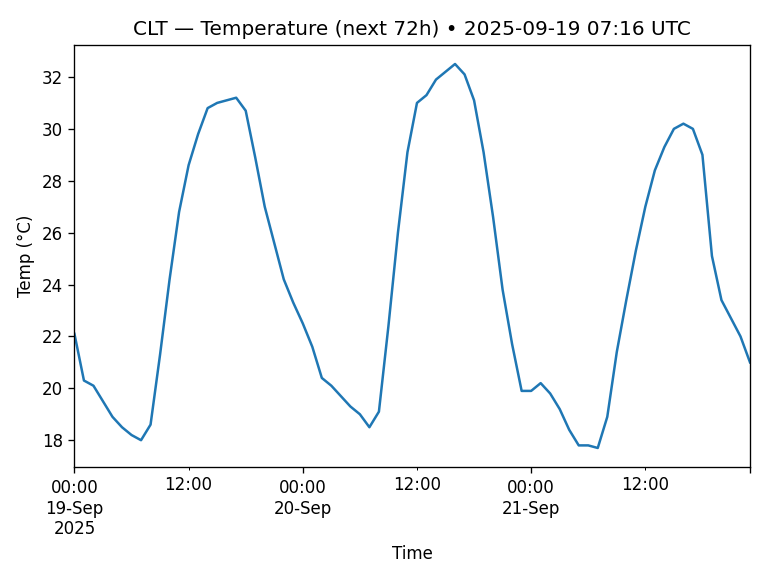 CLT — Temperature (next 72h) • 2025-09-19 07:16 UTC
32
30
28
26
24
22
20
18
Temp (°C)
00:00 12:00 00:00 12:00 00:00 12:00
19-Sep 20-Sep 21-Sep
2025
Time